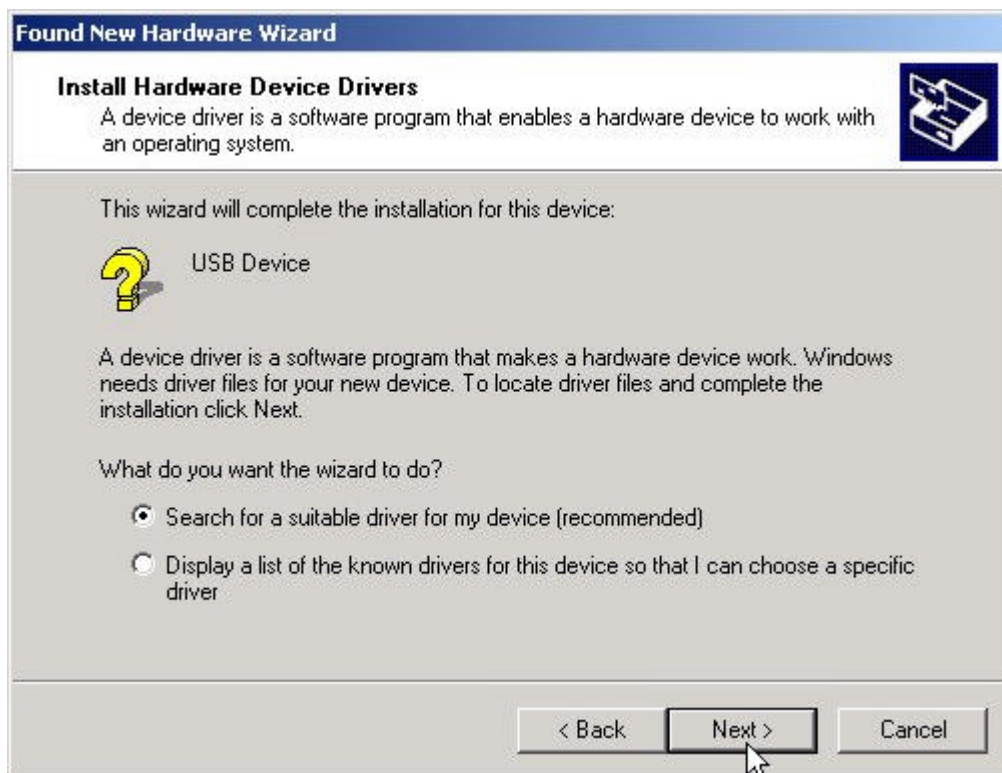 Found New Hardware Wizard
Install Hardware Device Drivers
A device driver is a software program that enables a hardware device to work with
an operating system.
This wizard will complete the installation for this device:
USB Device
A device driver is a software program that makes a hardware device work. Windows
needs driver files for your new device. To locate driver files and complete the
installation click Next.
What do you want the wizard to do?
Search for a suitable driver for my device (recommended)
Display a list of the known drivers for this device so that I can choose a specific
driver
< Back
Next >
Cancel